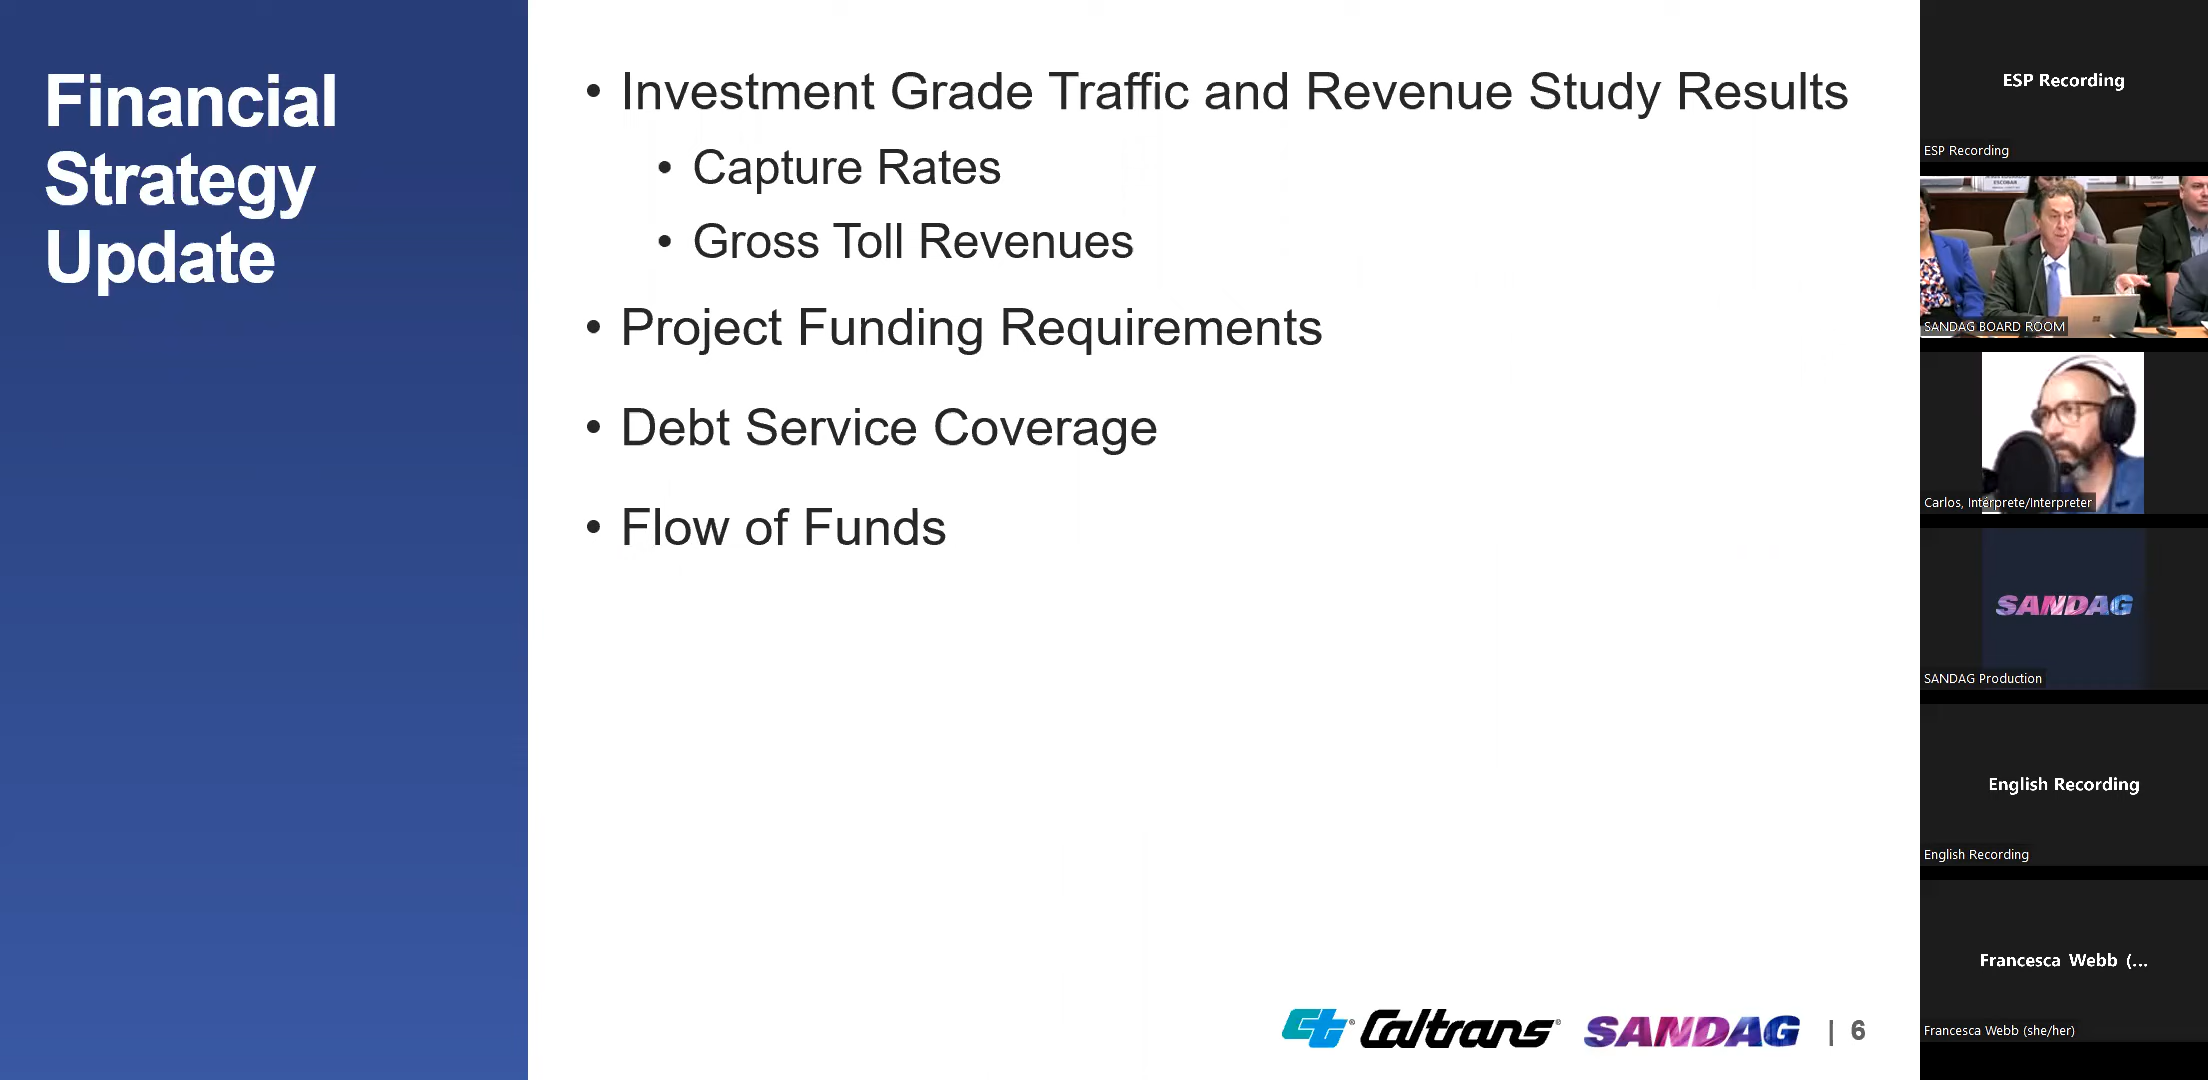 Financial
Strategy
Update
• Investment Grade Traffic and Revenue Study Results
• Capture Rates
• Gross Toll Revenues
• Project Funding Requirements
• Debt Service Coverage
• Flow of Funds
Caltrans
SANDAG
| 6
ESP Recording
ESP Recording
ESCOBAR
SANDAG BOARD ROOM
Carlos, Intérprete/Interpreter
SANDAG
SANDAG Production
English Recording
English Recording
Francesca Webb (...
Francesca Webb (she/her)